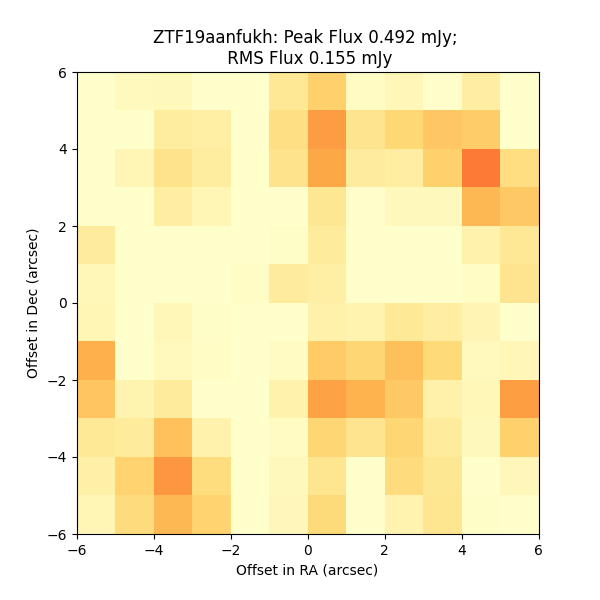 ZTF19aanfukh: Peak Flux 0.492 mJy;
RMS Flux 0.155 mJy
6
4
2
0
−2
−4
−6
Offset in Dec (arcsec)
−6 −4 −2 0 2 4 6
Offset in RA (arcsec)